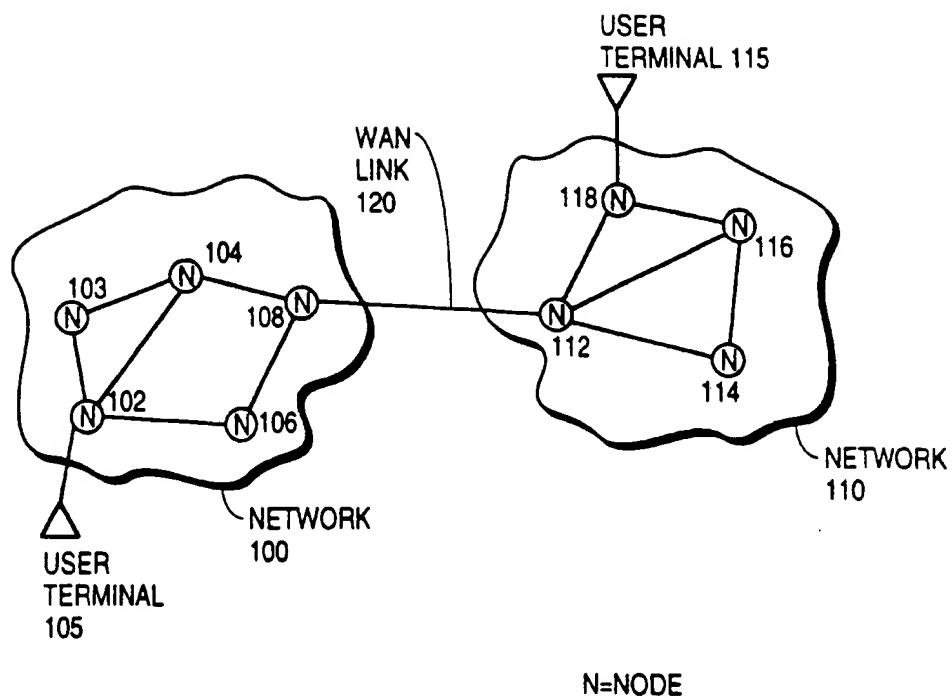 USER
TERMINAL 115
WAN
LINK
120
118
N
N
116
104
N
103
N
108
N
N
112
N
114
N
102
N
N
106
NETWORK
110
NETWORK
100
USER
TERMINAL
105
N=NODE